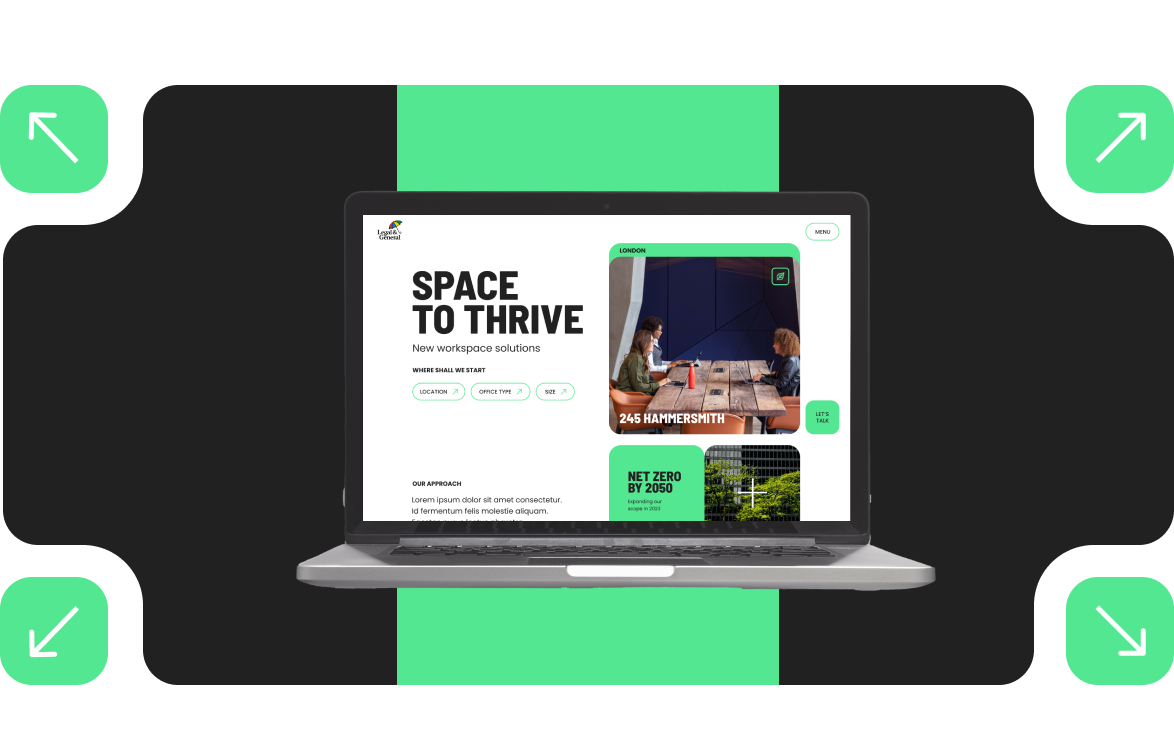 Legal &
General
MENU
LONDON
SPACE
TO THRIVE
New workspace solutions
WHERE SHALL WE START
LOCATION
OFFICE TYPE
SIZE
245 HAMMERSMITH
LET'S
TALK
NET ZERO
BY 2050
Expanding our
scope in 2023
OUR APPROACH
Lorem ipsum dolor sit amet consectetur.
Id fermentum felis molestie aliquam.